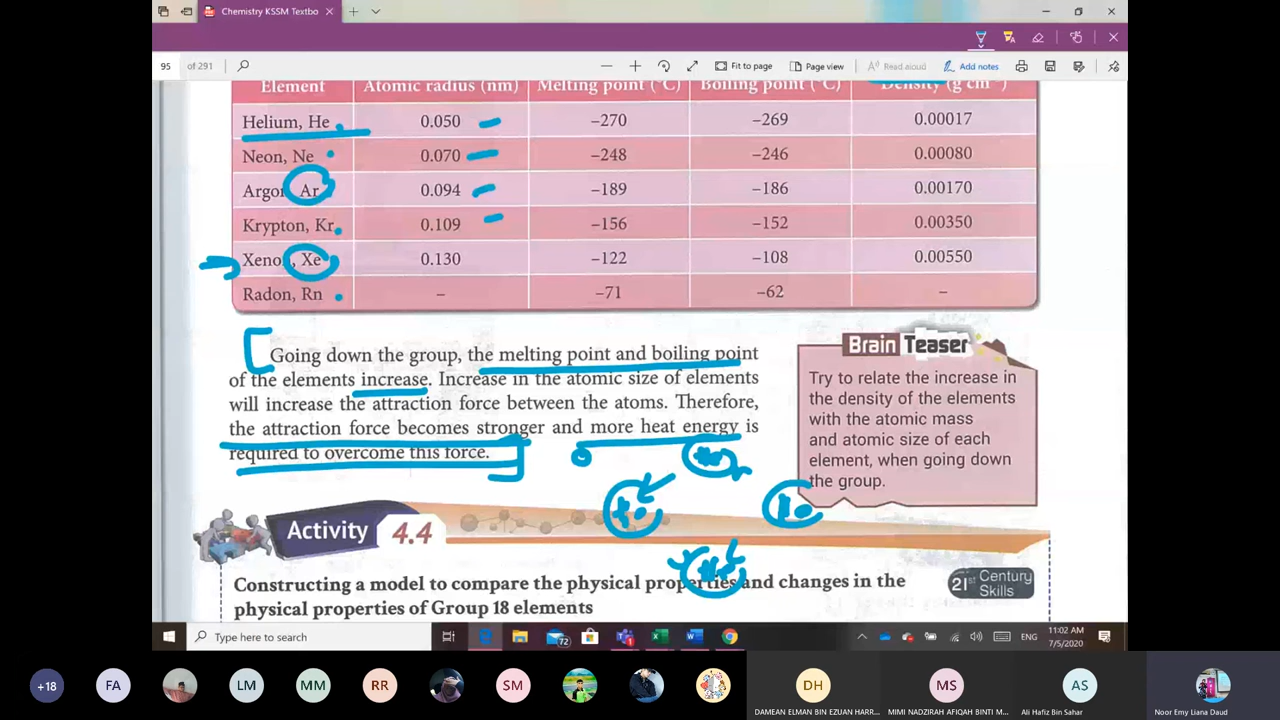 Chemistry KSSM Textbo
95 of 291
Fit to page
Page view
Read aloud
Add notes
Element Atomic radius (nm) Melting point (°C) Boiling point (°C) Density (g cm⁻³)
Helium, He 0.050 –270 –269 0.00017
Neon, Ne 0.070 –248 –246 0.00080
Argon, Ar 0.094 –189 –186 0.00170
Krypton, Kr 0.109 –156 –152 0.00350
Xenon, Xe 0.130 –122 –108 0.00550
Radon, Rn – –71 –62 –
Going down the group, the melting point and boiling point
of the elements increase. Increase in the atomic size of elements
will increase the attraction force between the atoms. Therefore,
the attraction force becomes stronger and more heat energy is
required to overcome this force.
Brain Teaser
Try to relate the increase in
the density of the elements
with the atomic mass
and atomic size of each
element, when going down
the group.
Activity 4.4
Constructing a model to compare the physical properties and changes in the
physical properties of Group 18 elements
21st Century
Skills
Type here to search
72
ENG
11:02 AM
7/5/2020
+18
FA
LM
MM
RR
SM
DH
MS
AS
DAMEAN ELMAN BIN EZUAN HARR...
MIMI NADZIRAH AFIQAH BINTI M...
Ali Hafiz Bin Sahar
Noor Emy Liana Daud